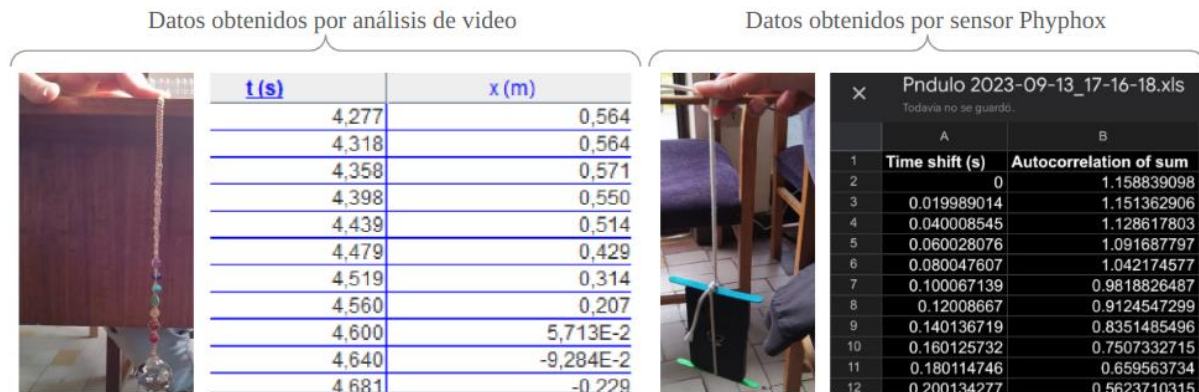 Datos obtenidos por análisis de video
Datos obtenidos por sensor Phyphox
t (s) x (m)
4,277 0,564
4,318 0,564
4,358 0,571
4,398 0,550
4,439 0,514
4,479 0,429
4,519 0,314
4,560 0,207
4,600 5,713E-2
4,640 -9,284E-2
4,681 -0,229
× Pndulo 2023-09-13_17-16-18.xls
Todavía no se guardó.
A B
1 Time shift (s) Autocorrelation of sum
2 0 1.158839098
3 0.019989014 1.151362906
4 0.040008545 1.128617803
5 0.060028076 1.091687797
6 0.080047607 1.042174577
7 0.100067139 0.9818826487
8 0.12008667 0.9124547299
9 0.140136719 0.8351485496
10 0.160125732 0.7507332715
11 0.180114746 0.659563734
12 0.200134277 0.5623710315